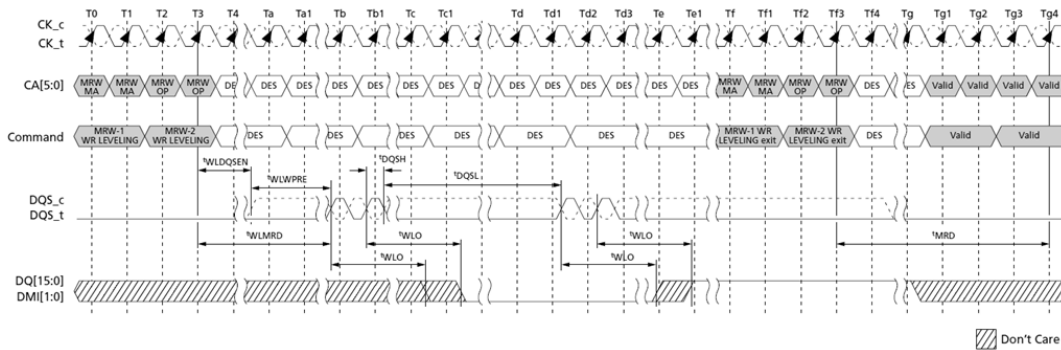 T0 T1 T2 T3 T4 Ta Ta1 Tb Tb1 Tc Tc1 Td Td1 Td2 Td3 Te Te1 Tf Tf1 Tf2 Tf3 Tf4 Tg Tg1 Tg2 Tg3 Tg4
CK_c
CK_t
CA[5:0] MRW MA MRW MA MRW OP MRW OP DES DES DES DES DES DES DES DES DES DES DES DES MRW MA MRW MA MRW OP MRW OP DES Valid Valid Valid Valid
Command MRW-1 WR LEVELING MRW-2 WR LEVELING DES DES DES DES DES DES DES MRW-1 WR LEVELING exit MRW-2 WR LEVELING exit DES Valid Valid
tWLDQSEN tDQSH
tWLWPRE tDQSL
DQS_c
DQS_t
tWLMRD tWLO tMRD
tWLO tWLO tWLO
DQ[15:0]
DMI[1:0]
Don't Care